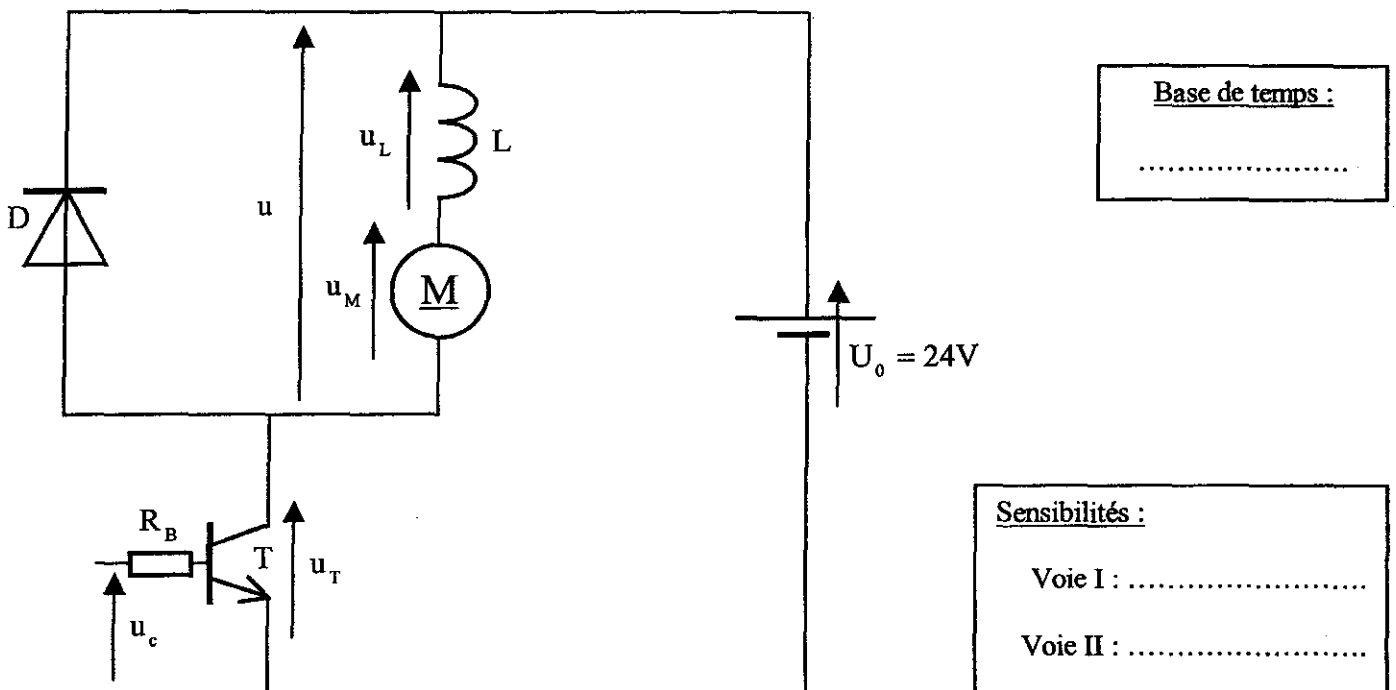 Base de temps :
.....................
u_L
L
u
D
u_M
M
U_0 = 24V
R_B
T
u_T
u_c
Sensibilités :
Voie I : ........................
Voie II : ........................